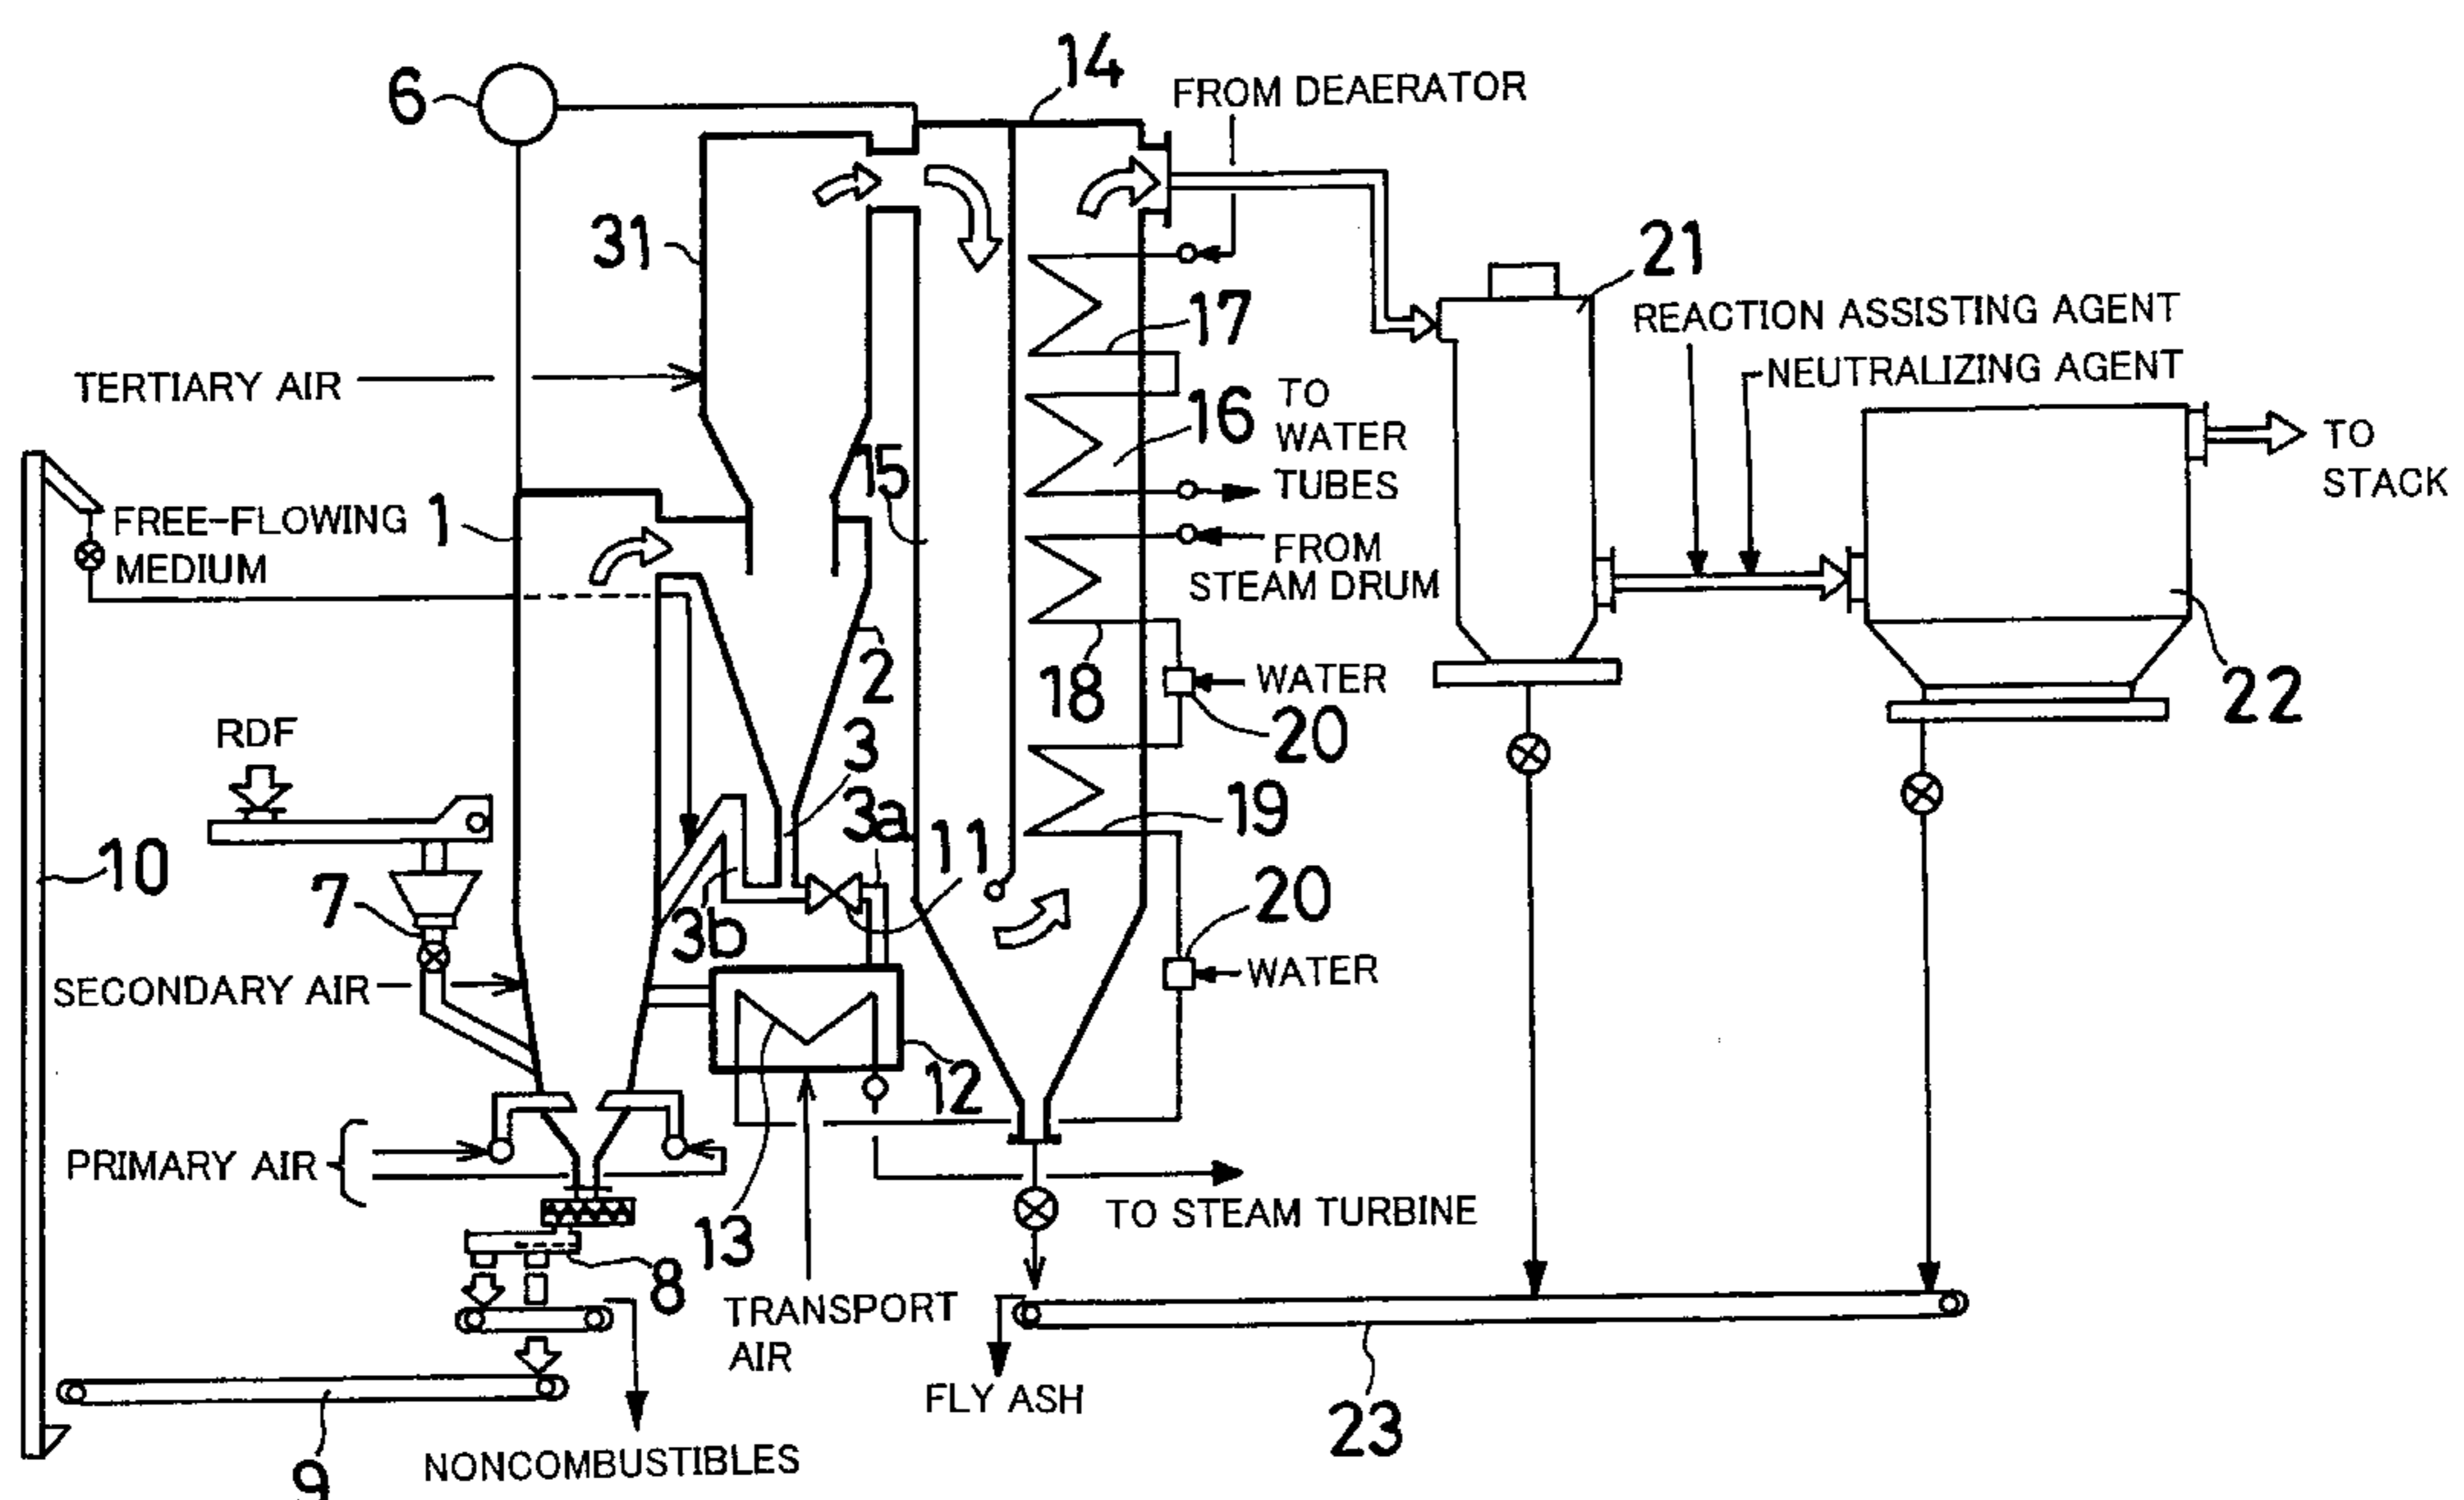 14
6
FROM DEAERATOR
31
21
17
REACTION ASSISTING AGENT
NEUTRALIZING AGENT
TERTIARY AIR
16
TO
WATER
TUBES
TO
STACK
15
1
FREE-FLOWING
MEDIUM
FROM
STEAM DRUM
2
18
WATER
20
22
RDF
3
3a
11
19
10
7
3b
20
SECONDARY AIR
WATER
12
PRIMARY AIR
13
TO STEAM TURBINE
8
TRANSPORT
AIR
FLY ASH
23
NONCOMBUSTIBLES
9